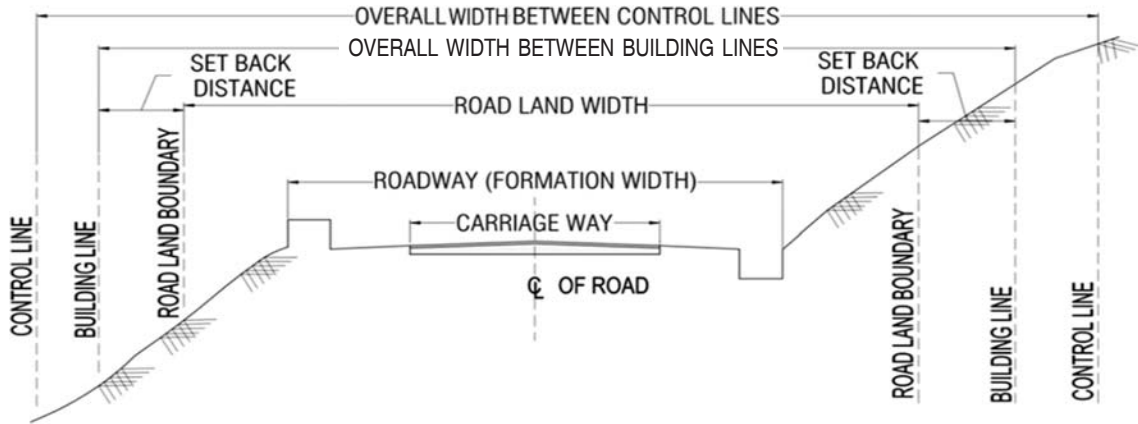 OVERALL WIDTH BETWEEN CONTROL LINES
OVERALL WIDTH BETWEEN BUILDING LINES
SET BACK
DISTANCE
SET BACK
DISTANCE
ROAD LAND WIDTH
ROADWAY (FORMATION WIDTH)
CARRIAGE WAY
℄ OF ROAD
CONTROL LINE
BUILDING LINE
ROAD LAND BOUNDARY
ROAD LAND BOUNDARY
BUILDING LINE
CONTROL LINE